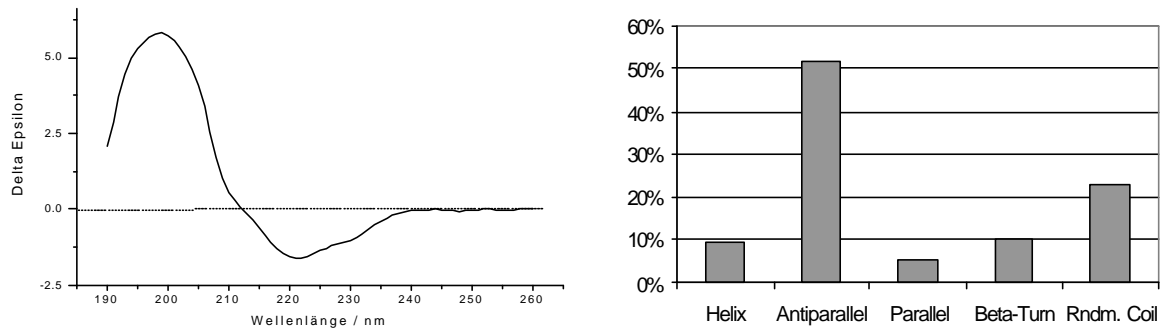 5.0
2.5
0.0
-2.5
Delta Epsilon
190 200 210 220 230 240 250 260
Wellenlänge / nm
60%
50%
40%
30%
20%
10%
0%
Helix Antiparallel Parallel Beta-Turn Rndm. Coil